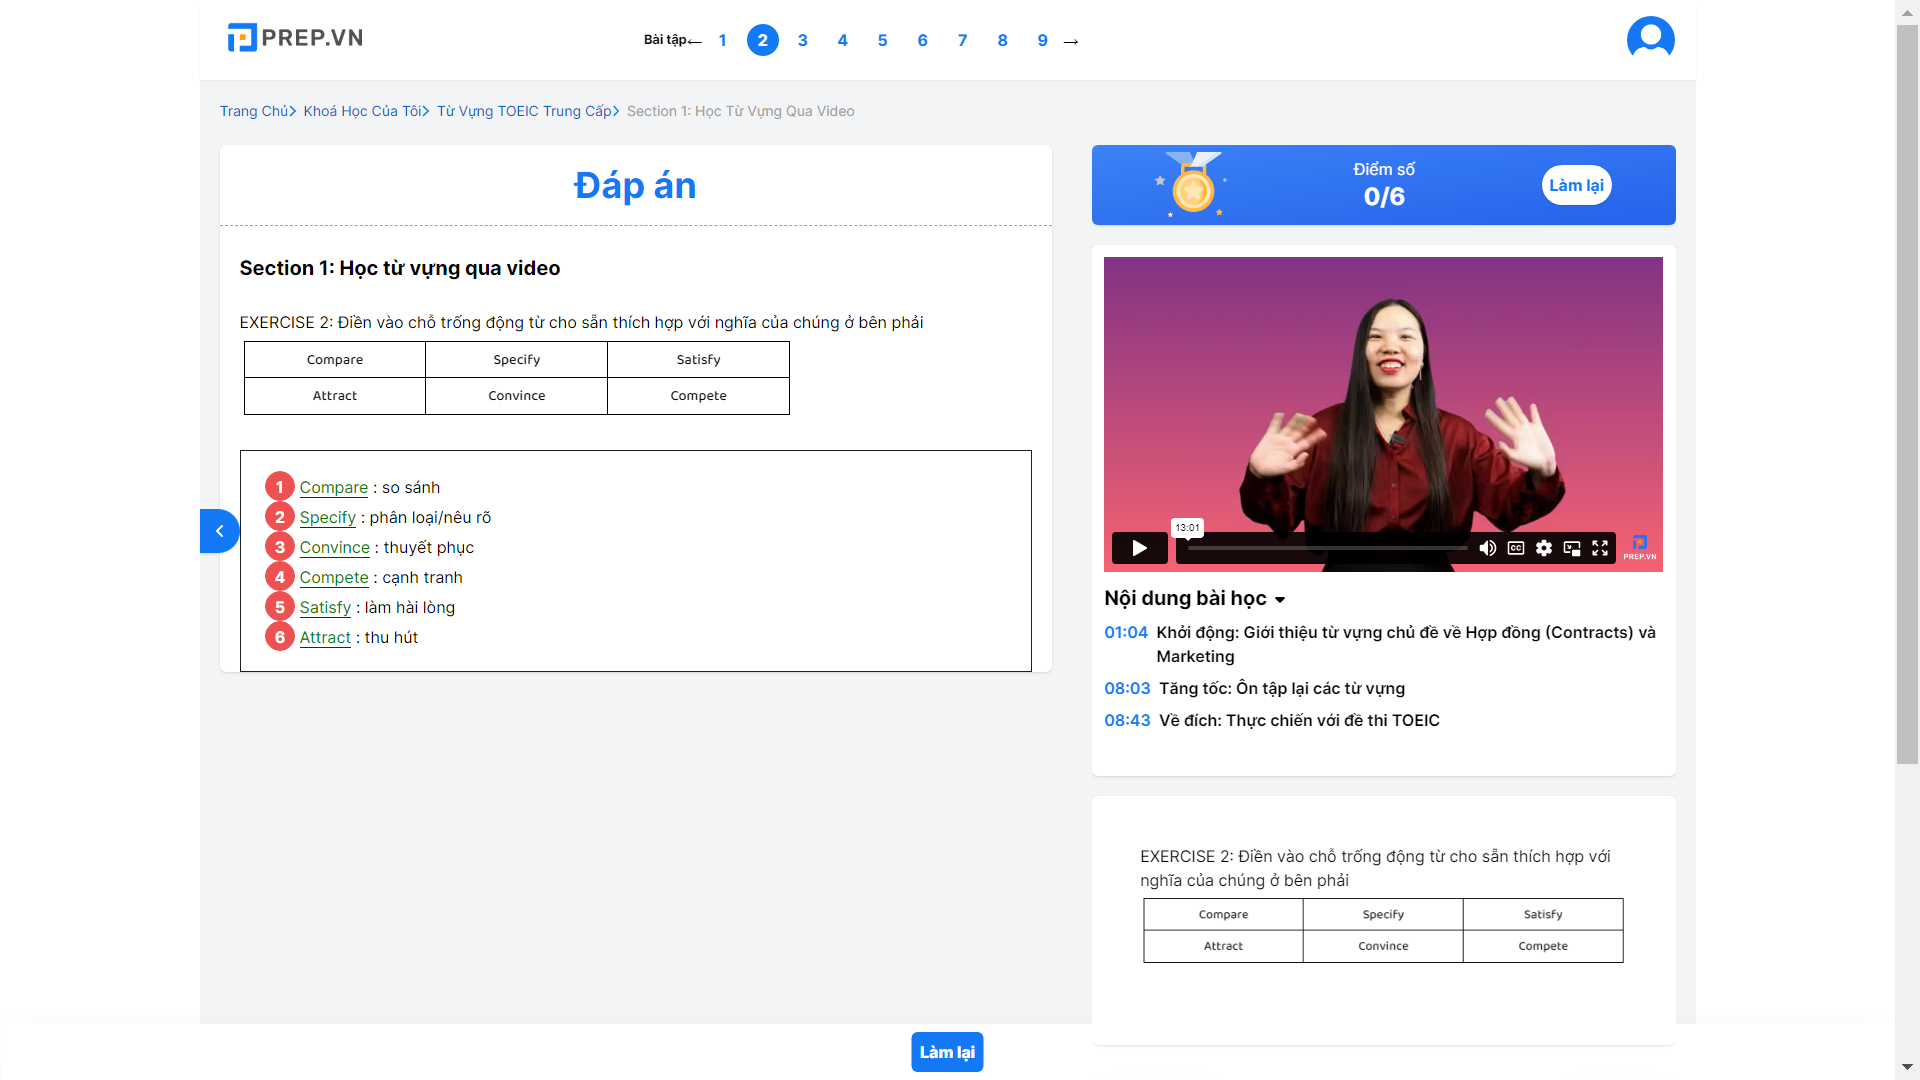 PREP.VN
Bài tập← 1 2 3 4 5 6 7 8 9 →
Trang Chủ> Khoá Học Của Tôi> Từ Vựng TOEIC Trung Cấp> Section 1: Học Từ Vựng Qua Video
Đáp án
Section 1: Học từ vựng qua video
EXERCISE 2: Điền vào chỗ trống động từ cho sẵn thích hợp với nghĩa của chúng ở bên phải
Compare Specify Satisfy
Attract Convince Compete
1 Compare : so sánh
2 Specify : phân loại/nêu rõ
3 Convince : thuyết phục
4 Compete : cạnh tranh
5 Satisfy : làm hài lòng
6 Attract : thu hút
Điểm số
0/6
Làm lại
13:01
CC
PREP.VN
Nội dung bài học
01:04 Khởi động: Giới thiệu từ vựng chủ đề về Hợp đồng (Contracts) và
Marketing
08:03 Tăng tốc: Ôn tập lại các từ vựng
08:43 Về đích: Thực chiến với đề thi TOEIC
EXERCISE 2: Điền vào chỗ trống động từ cho sẵn thích hợp với
nghĩa của chúng ở bên phải
Compare Specify Satisfy
Attract Convince Compete
Làm lại